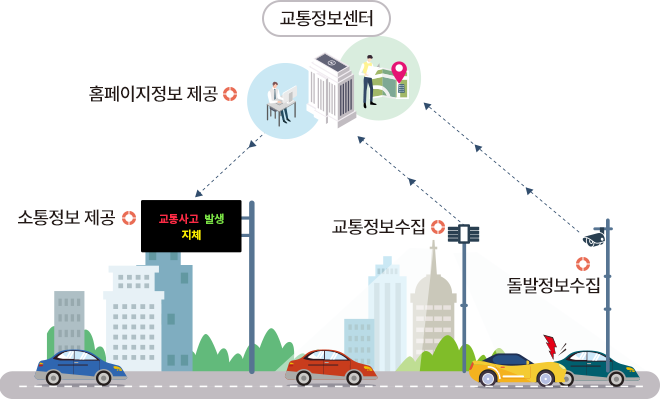 교통정보센터
홈페이지정보 제공
소통정보 제공
교통사고 발생
지체
교통정보수집
돌발정보수집